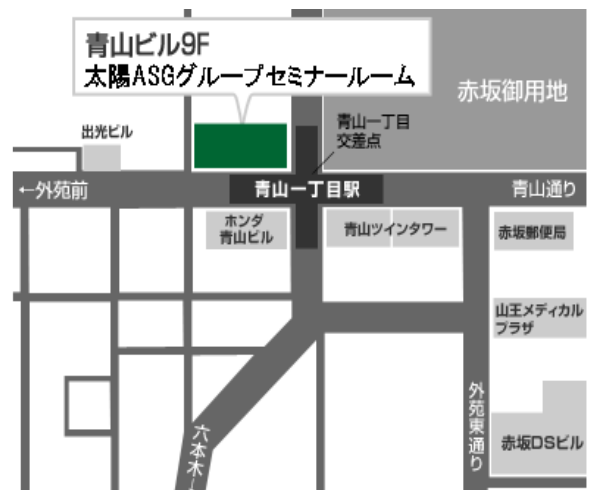 青山ビル9F
太陽ASGグループセミナールーム
赤坂御用地
青山一丁目
交差点
出光ビル
←外苑前
青山一丁目駅
青山通り
ホンダ
青山ビル
青山ツインタワー
赤坂郵便局
山王メディカル
プラザ
外苑東通り
赤坂DSビル
六本木→